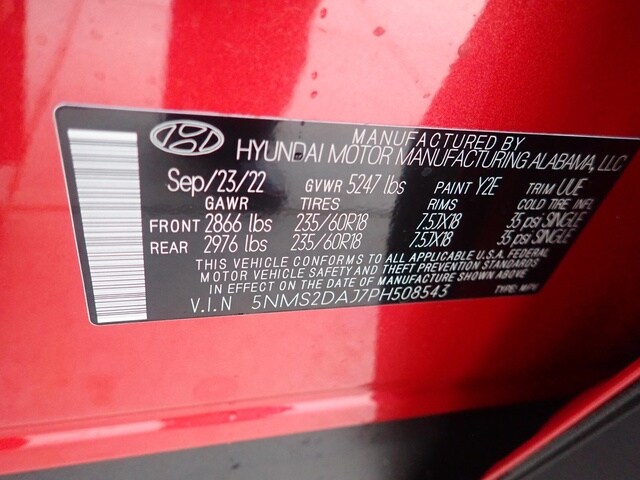 MANUFACTURED BY
HYUNDAI MOTOR MANUFACTURING ALABAMA, LLC
Sep/23/22 GVWR 5247 lbs PAINT Y2E TRIM UUE
GAWR TIRES RIMS COLD TIRE INFL
FRONT 2866 lbs 235/60R18 7.5JX18 35 psi SINGLE
REAR 2976 lbs 235/60R18 7.5JX18 35 psi SINGLE
THIS VEHICLE CONFORMS TO ALL APPLICABLE U.S.A. FEDERAL
MOTOR VEHICLE SAFETY AND THEFT PREVENTION STANDARDS
IN EFFECT ON THE DATE OF MANUFACTURE SHOWN ABOVE
V.I.N 5NMS2DAJ7PH508543 TYPE: MPV